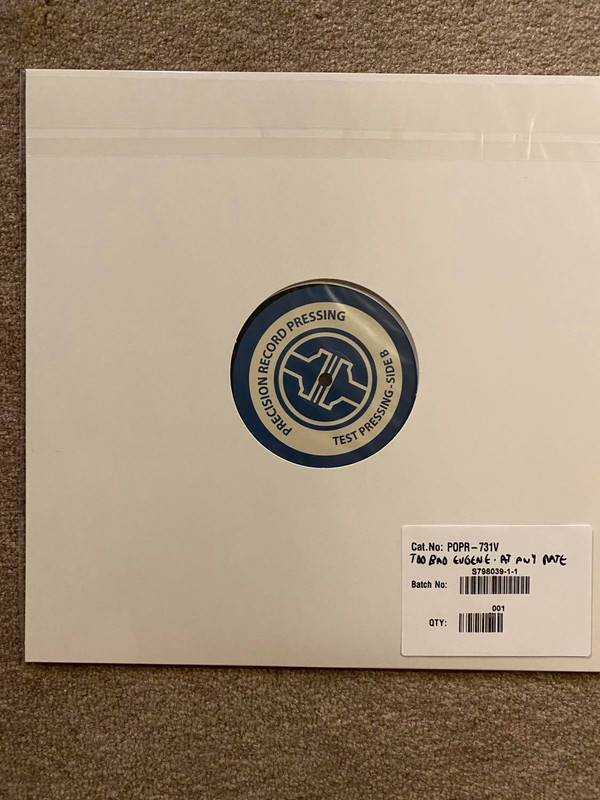 PRECISION RECORD PRESSING
TEST PRESSING - SIDE B
Cat.No: POPR-731V
TOO BAD EUGENE - AT ANY RATE
S798039-1-1
Batch No:
001
QTY: